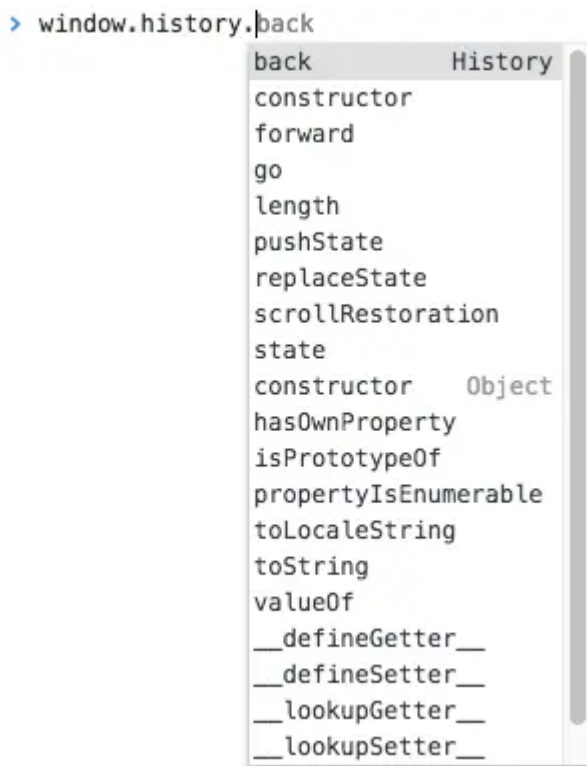 > window.history.back
back History
constructor
forward
go
length
pushState
replaceState
scrollRestoration
state
constructor Object
hasOwnProperty
isPrototypeOf
propertyIsEnumerable
toLocaleString
toString
valueOf
__defineGetter__
__defineSetter__
__lookupGetter__
__lookupSetter__